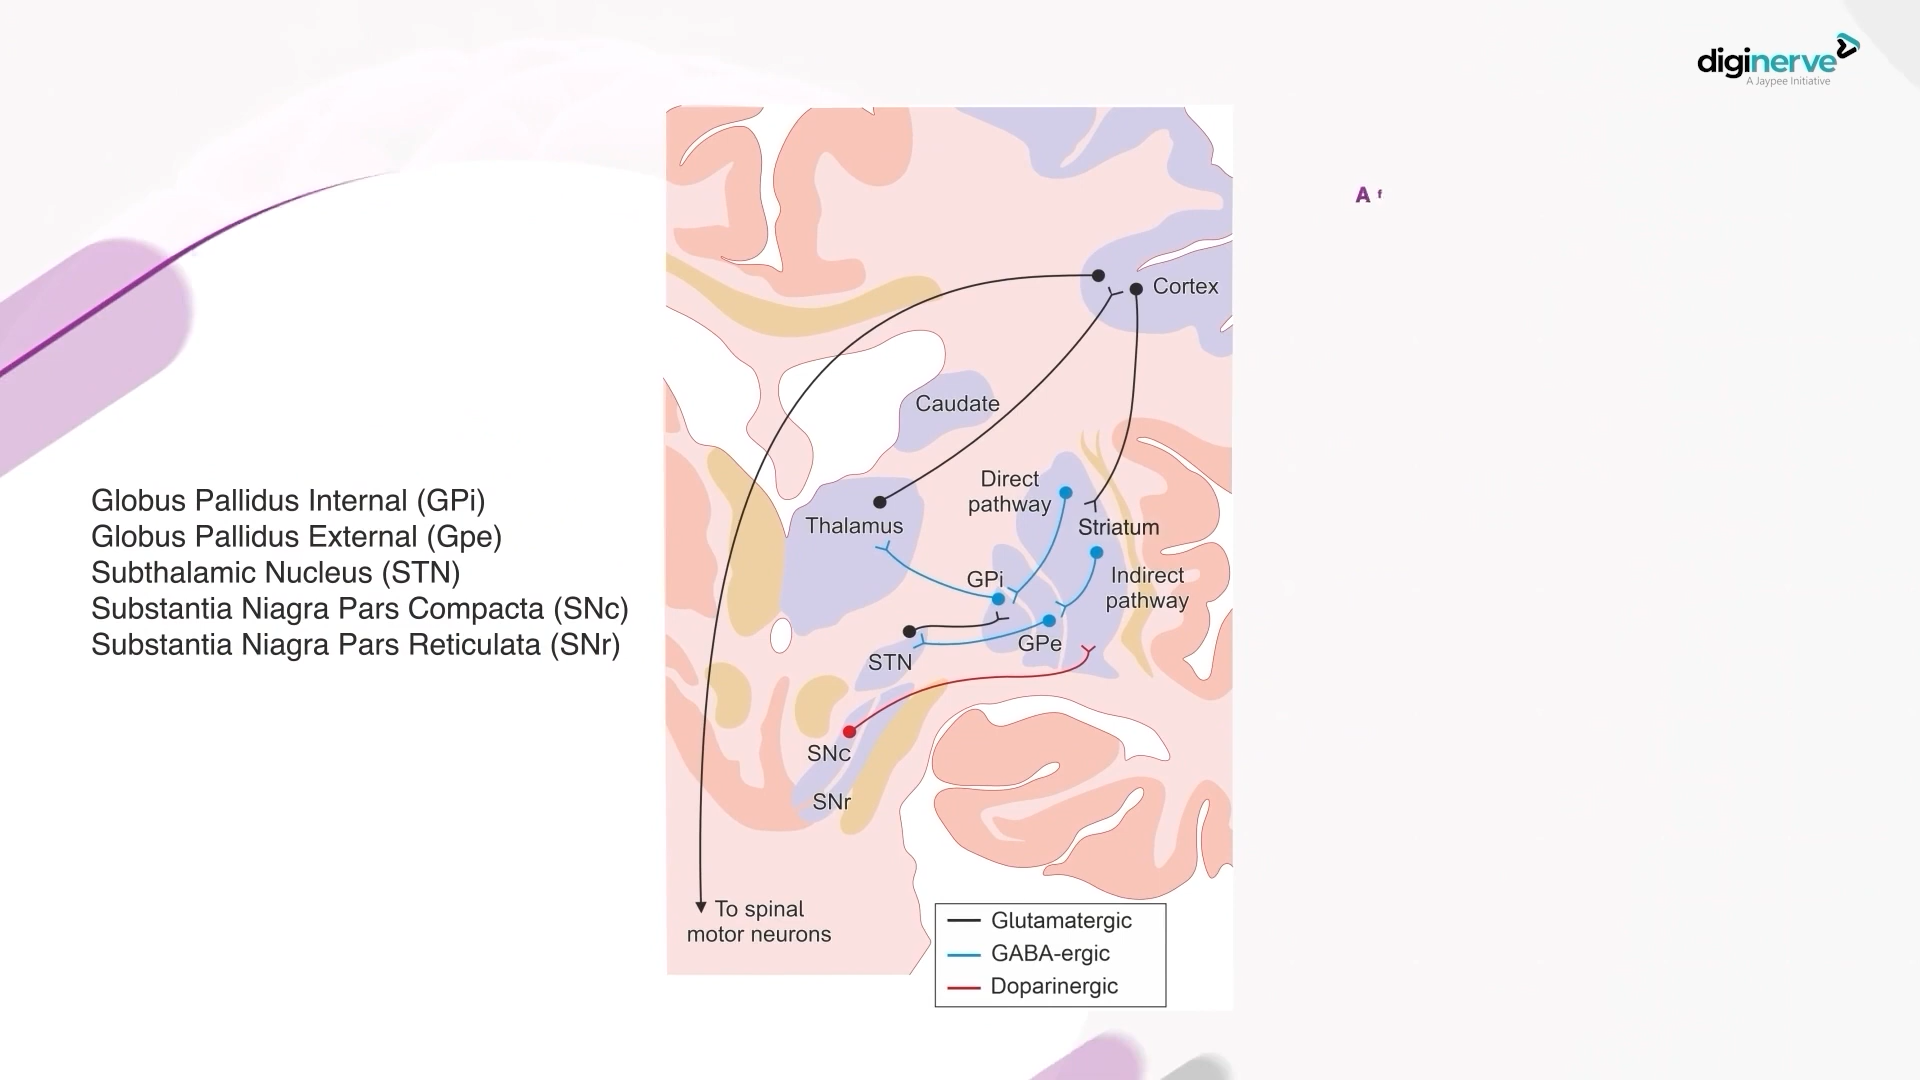 diginerve
A Jaypee Initiative
A f
Cortex
Caudate
Direct
pathway
Thalamus
Striatum
GPi
Indirect
pathway
GPe
STN
SNc
SNr
To spinal
motor neurons
Glutamatergic
GABA-ergic
Doparinergic
Globus Pallidus Internal (GPi)
Globus Pallidus External (Gpe)
Subthalamic Nucleus (STN)
Substantia Niagra Pars Compacta (SNc)
Substantia Niagra Pars Reticulata (SNr)